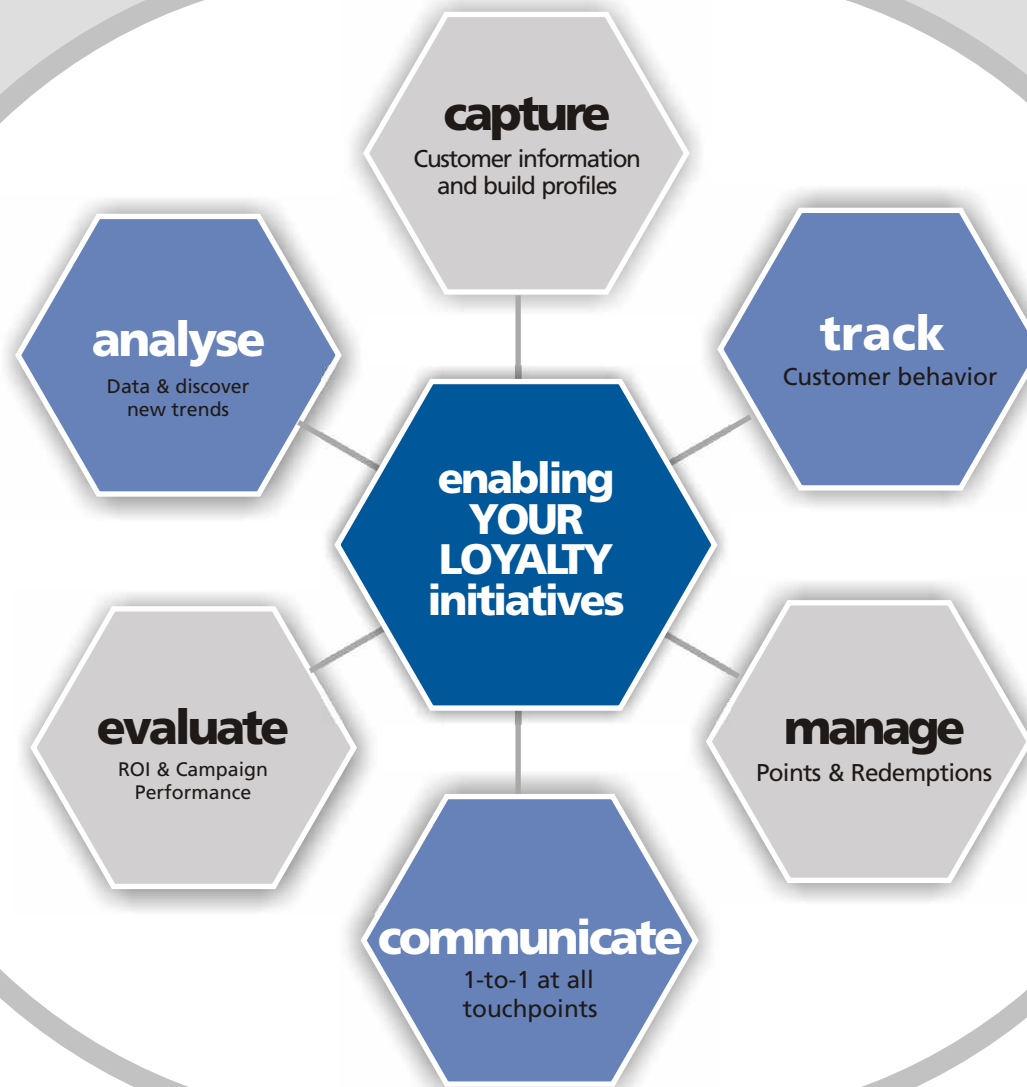 capture
Customer information
and build profiles
analyse
Data & discover
new trends
track
Customer behavior
enabling
YOUR
LOYALTY
initiatives
evaluate
ROI & Campaign
Performance
manage
Points & Redemptions
communicate
1-to-1 at all
touchpoints